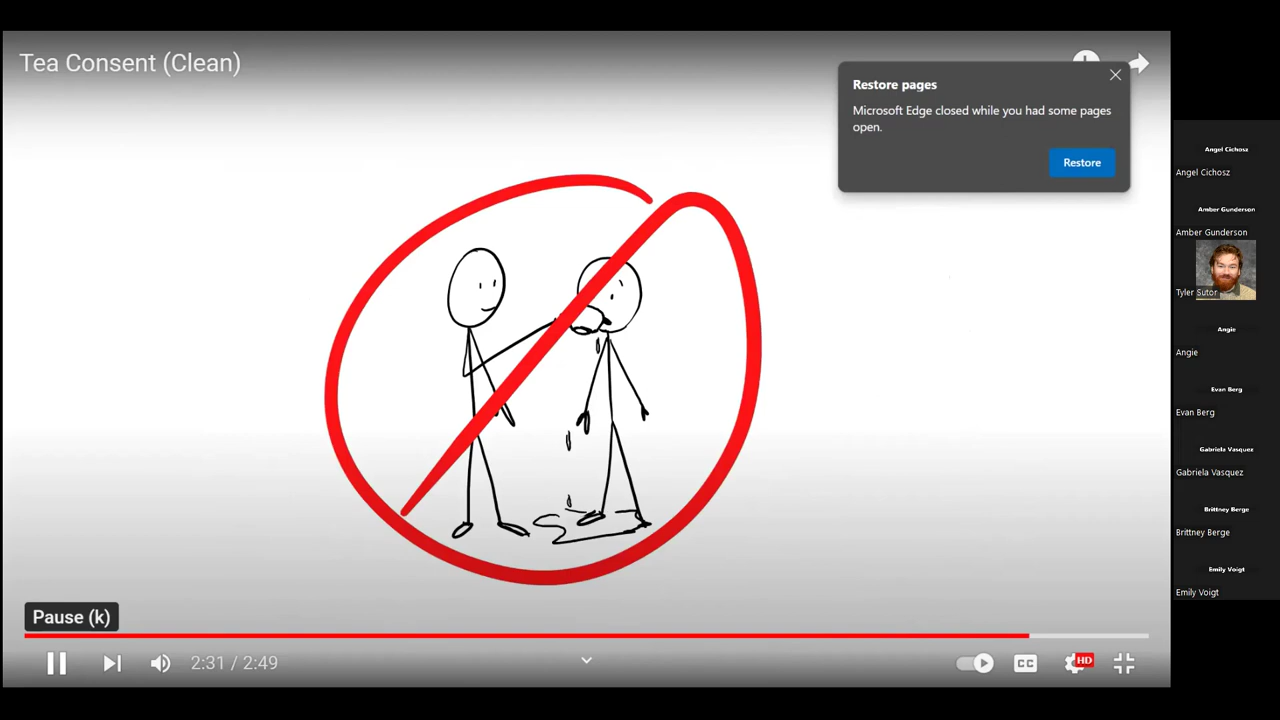 Tea Consent (Clean)
Restore pages
Microsoft Edge closed while you had some pages
open.
Restore
Angel Cichosz
Angel Cichosz
Amber Gunderson
Amber Gunderson
Tyler Sutor
Angie
Angie
Evan Berg
Evan Berg
Gabriela Vasquez
Gabriela Vasquez
Brittney Berge
Brittney Berge
Emily Voigt
Emily Voigt
Pause (k)
2:31 / 2:49
CC
HD